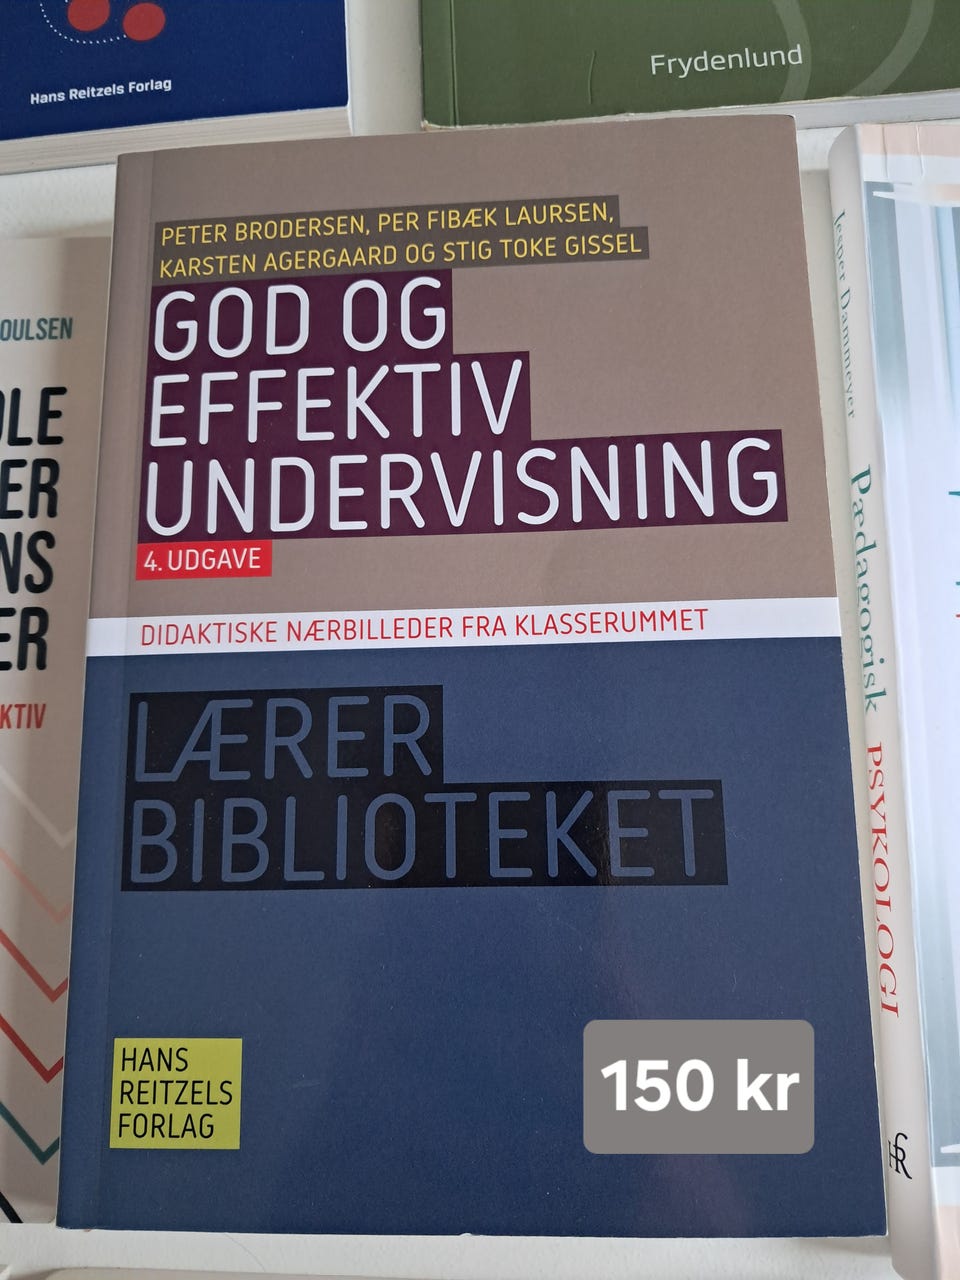 Hans Reitzels Forlag
Frydenlund
PETER BRODERSEN, PER FIBÆK LAURSEN,
KARSTEN AGERGAARD OG STIG TOKE GISSEL
GOD OG
EFFEKTIV
UNDERVISNING
4. UDGAVE
DIDAKTISKE NÆRBILLEDER FRA KLASSERUMMET
LÆRER
BIBLIOTEKET
HANS
REITZELS
FORLAG
150 kr
OULSEN
OLE
ER
NS
ER
KTIV
Jesper Dammeyer
Pædagogisk PSYKOLOGI